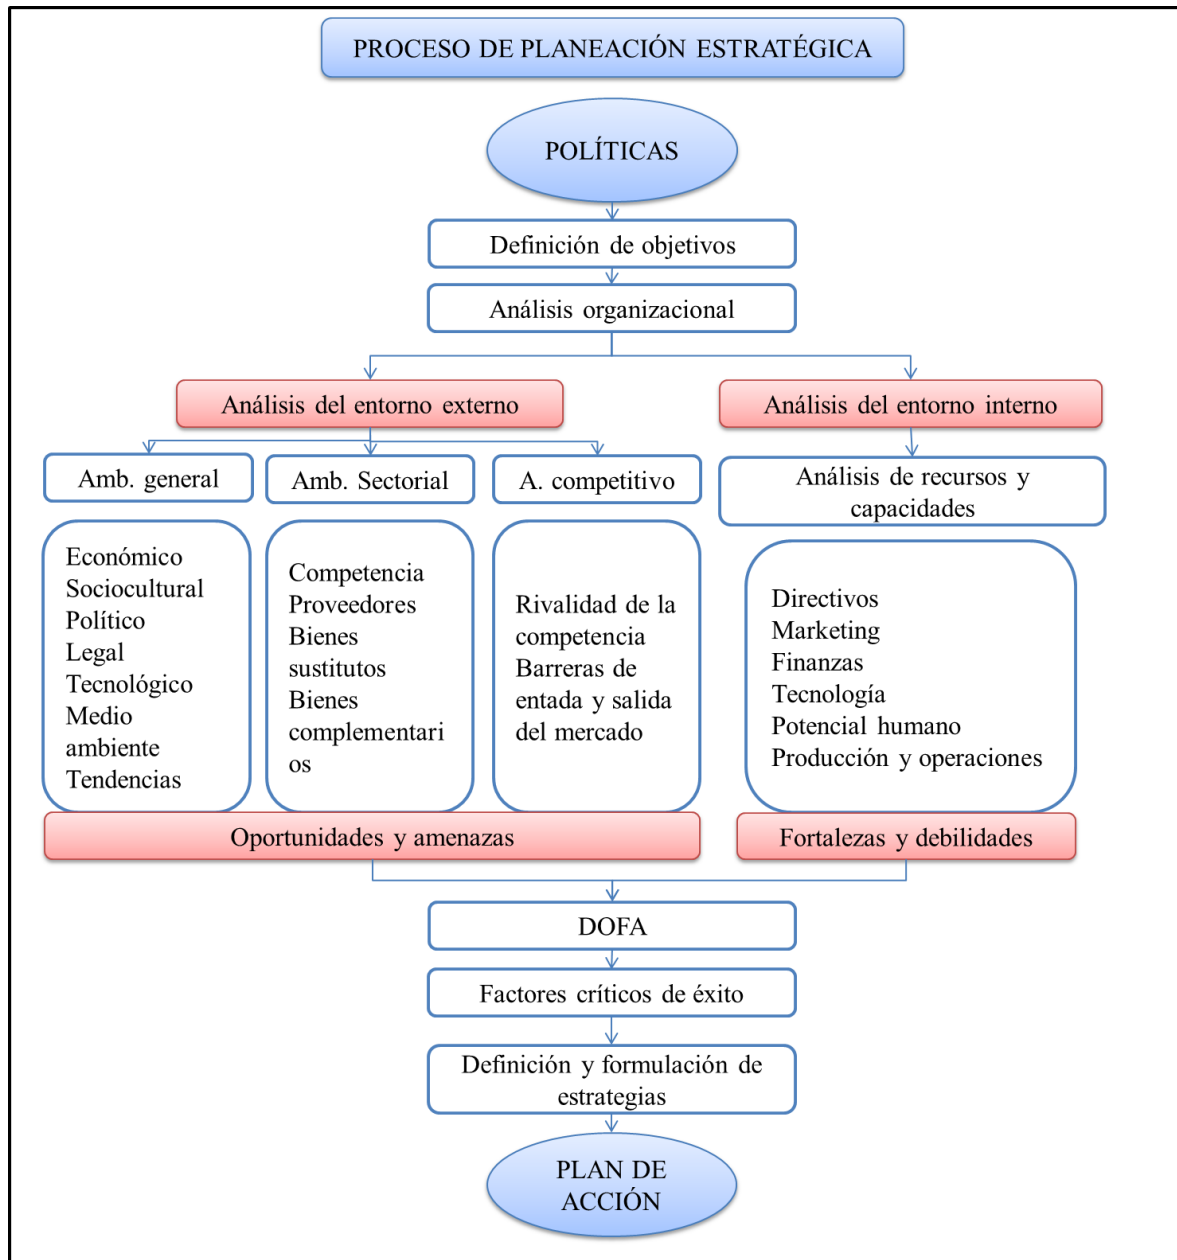 PROCESO DE PLANEACIÓN ESTRATÉGICA
POLÍTICAS
Definición de objetivos
Análisis organizacional
Análisis del entorno externo
Análisis del entorno interno
Amb. general
Amb. Sectorial
A. competitivo
Análisis de recursos y
capacidades
Económico
Sociocultural
Político
Legal
Tecnológico
Medio
ambiente
Tendencias
Competencia
Proveedores
Bienes
sustitutos
Bienes
complementari
os
Rivalidad de la
competencia
Barreras de
entada y salida
del mercado
Directivos
Marketing
Finanzas
Tecnología
Potencial humano
Producción y operaciones
Oportunidades y amenazas
Fortalezas y debilidades
DOFA
Factores críticos de éxito
Definición y formulación de
estrategias
PLAN DE
ACCIÓN